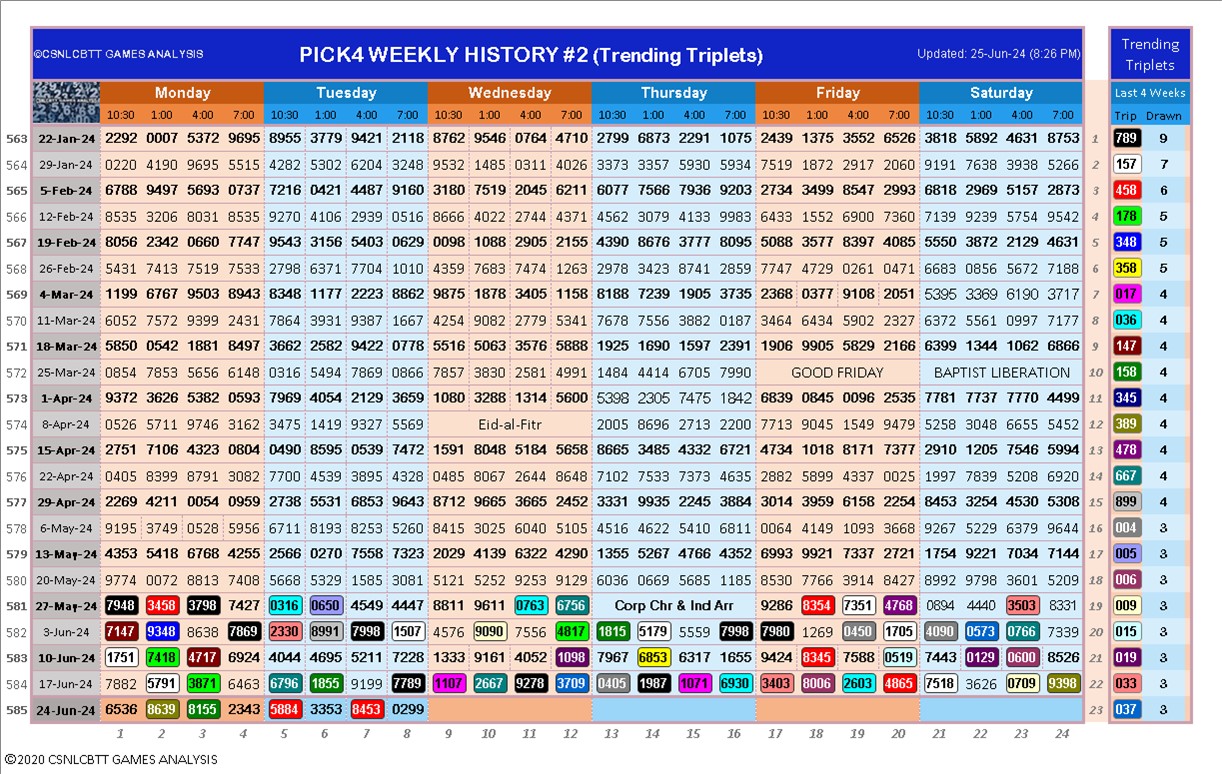 ©CSNLCBTT GAMES ANALYSIS PICK4 WEEKLY HISTORY #2 (Trending Triplets) Updated: 25-Jun-24 (8:26 PM) Trending Triplets
Monday Tuesday Wednesday Thursday Friday Saturday Last 4 Weeks
10:30 1:00 4:00 7:00 10:30 1:00 4:00 7:00 10:30 1:00 4:00 7:00 10:30 1:00 4:00 7:00 10:30 1:00 4:00 7:00 10:30 1:00 4:00 7:00 Trip Drawn
563 22-Jan-24 2292 0007 5372 9695 8955 3779 9421 2118 8762 9546 0764 4710 2799 6873 2291 1075 2439 1375 3552 6526 3818 5892 4631 8753 1 789 9
564 29-Jan-24 0220 4190 9695 5515 4282 5302 6204 3248 9532 1485 0311 4026 3373 3357 5930 5934 7519 1872 2917 2060 9191 7638 3938 5266 2 157 7
565 5-Feb-24 6788 9497 5693 0737 7216 0421 4487 9160 3180 7519 2045 6211 6077 7566 7936 9203 2734 3499 8547 2993 6818 2969 5157 2873 3 458 6
566 12-Feb-24 8535 3206 8031 8535 9270 4106 2939 0516 8666 4022 2744 4371 4562 3079 4133 9983 6433 1552 6900 7360 7139 9239 5754 9542 4 178 5
567 19-Feb-24 8056 2342 0660 7747 9543 3156 5403 0629 0098 1088 2905 2155 4390 8676 3777 8095 5088 3577 8397 4085 5550 3872 2129 4631 5 348 5
568 26-Feb-24 5431 7413 7519 7533 2798 6371 7704 1010 4359 7683 7474 1263 2978 3423 8741 2859 7747 4729 0261 0471 6683 0856 5672 7188 6 358 5
569 4-Mar-24 1199 6767 9503 8943 8348 1177 2223 8862 9875 1878 3405 1158 8188 7239 1905 3735 2368 0377 9108 2051 5395 3369 6190 3717 7 017 4
570 11-Mar-24 6052 7572 9399 2431 7864 3931 9387 1667 4254 9082 2779 5341 7678 7556 3882 0187 3464 6434 5902 2327 6372 5561 0997 7177 8 036 4
571 18-Mar-24 5850 0542 1881 8497 3662 2582 9422 0778 2516 5063 3576 5888 1925 1690 1597 2391 1906 9905 5829 2166 6399 1344 1062 6866 9 147 4
572 25-Mar-24 0854 7853 5656 6148 0316 5494 7869 0866 7857 3830 2581 4991 1484 4414 6705 7990 GOOD FRIDAY BAPTIST LIBERATION 10 158 4
573 1-Apr-24 9372 3626 5382 0593 7969 4054 2129 3659 1080 3288 1314 5600 5398 2305 7475 1842 6839 0845 0096 2535 7781 7737 7770 4499 11 345 4
574 8-Apr-24 0526 5711 9746 3162 3475 1419 9327 5569 Eid-al-Fitr 2005 8696 2713 2200 7713 9045 1549 9479 5258 3048 6655 5452 12 389 4
575 15-Apr-24 2751 7106 4323 0804 0490 8595 0539 7472 1591 8048 5184 5658 8665 3485 4332 6721 4734 1018 8171 7377 2910 1205 7546 5994 13 478 4
576 22-Apr-24 0405 8399 8791 3082 7700 4539 3895 4326 0485 8067 2644 8648 7102 7533 7373 4635 2882 5899 4337 0025 1997 7839 5208 6920 14 667 4
577 29-Apr-24 2269 4211 0054 0959 2738 5531 6853 9643 8712 9665 3665 2452 3331 9935 2245 3884 3014 3959 6158 2254 8453 3254 4530 5308 15 899 4
578 6-May-24 9195 3749 0528 5956 6711 8193 8253 5260 8415 3025 6040 5105 4516 4622 5410 6811 0064 4149 1093 3668 9267 5229 6379 9644 16 004 3
579 13-May-24 4353 5418 6768 4255 2566 0270 7558 7323 2029 4139 6322 4290 1355 5267 4766 4352 6993 9921 7337 2721 1754 9221 7034 7144 17 005 3
580 20-May-24 9774 0072 8813 7408 5668 5329 1585 3081 5121 5252 9253 9129 6036 0669 5685 1185 8530 7766 3914 8427 8992 9798 3601 5209 18 006 3
581 27-May-24 7948 3458 3798 7427 0316 0650 4549 4447 8811 9611 0763 6756 Corp Chr & Ind Arr 9286 8354 7351 4768 0894 4440 3503 8331 19 009 3
582 3-Jun-24 7147 9348 8638 7869 2330 8991 7998 1507 4576 9090 7556 4817 1815 5179 5559 7998 7980 1269 0450 1705 4090 0573 0766 7339 20 015 3
583 10-Jun-24 1751 7418 4717 6924 4044 4695 5211 7228 1333 9161 4052 1098 7967 6853 6317 1655 9424 8345 7588 0519 7443 0129 0600 8526 21 019 3
584 17-Jun-24 7882 5791 3871 6463 6796 1855 9199 7789 1107 2667 9278 3709 0405 1987 1071 6930 3403 8006 2603 4865 7518 3626 0709 9398 22 033 3
585 24-Jun-24 6536 8639 8155 2343 5884 3353 8453 0299 23 037 3
1 2 3 4 5 6 7 8 9 10 11 12 13 14 15 16 17 18 19 20 21 22 23 24
©2020 CSNLCBTT GAMES ANALYSIS